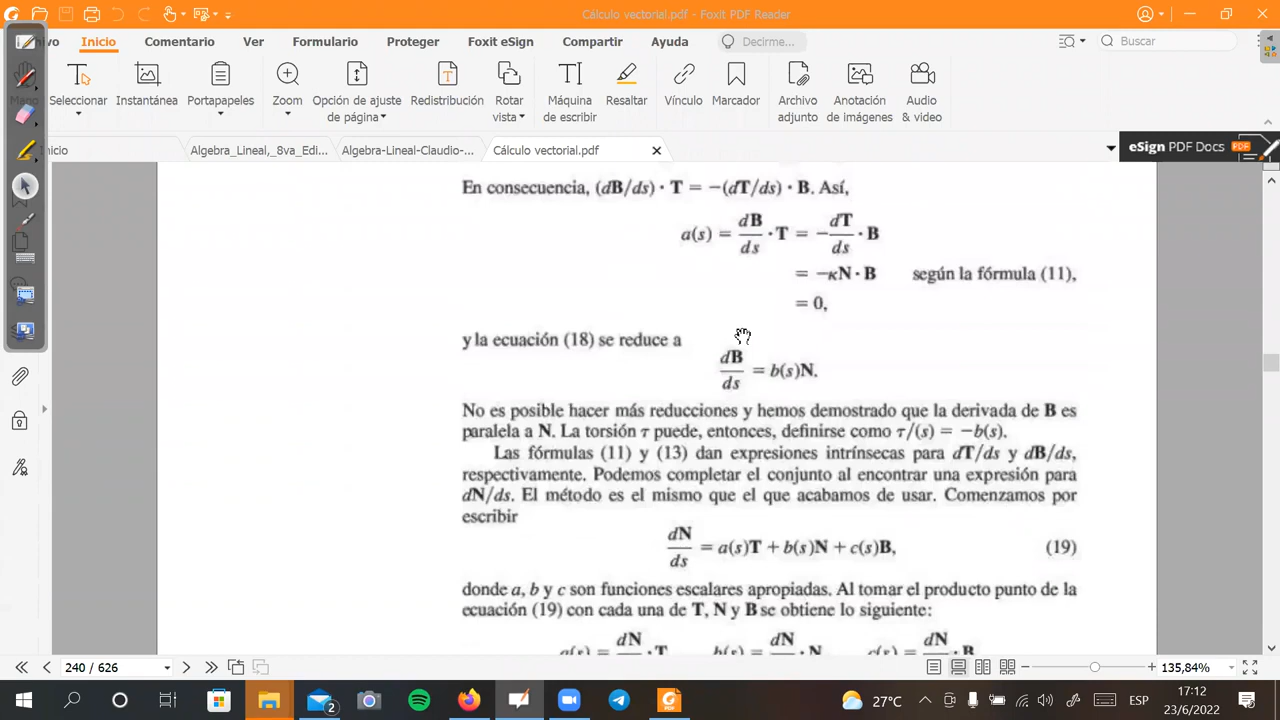 Cálculo vectorial.pdf - Foxit PDF Reader
Inicio Comentario Ver Formulario Proteger Foxit eSign Compartir Ayuda Decirme... Buscar
Seleccionar Instantánea Portapapeles Zoom Opción de ajuste de página Redistribución Rotar vista Máquina de escribir Resaltar Vínculo Marcador Archivo adjunto Anotación de imágenes Audio & video
Algebra_Lineal,_8va_Edi... Algebra-Lineal-Claudio-... Cálculo vectorial.pdf eSign PDF Docs
En consecuencia, (dB/ds) · T = −(dT/ds) · B. Así,
a(s) = dB/ds · T = − dT/ds · B
= −κN · B según la fórmula (11),
= 0,
y la ecuación (18) se reduce a
dB/ds = b(s)N.
No es posible hacer más reducciones y hemos demostrado que la derivada de B es
paralela a N. La torsión τ puede, entonces, definirse como τ/(s) = −b(s).
Las fórmulas (11) y (13) dan expresiones intrínsecas para dT/ds y dB/ds,
respectivamente. Podemos completar el conjunto al encontrar una expresión para
dN/ds. El método es el mismo que el que acabamos de usar. Comenzamos por
escribir
dN/ds = a(s)T + b(s)N + c(s)B, (19)
donde a, b y c son funciones escalares apropiadas. Al tomar el producto punto de la
ecuación (19) con cada una de T, N y B se obtiene lo siguiente:
a(s) = dN/ds · T b(s) = dN/ds · N c(s) = dN/ds · B
240 / 626 135,84%
2 27°C ESP 17:12
23/6/2022